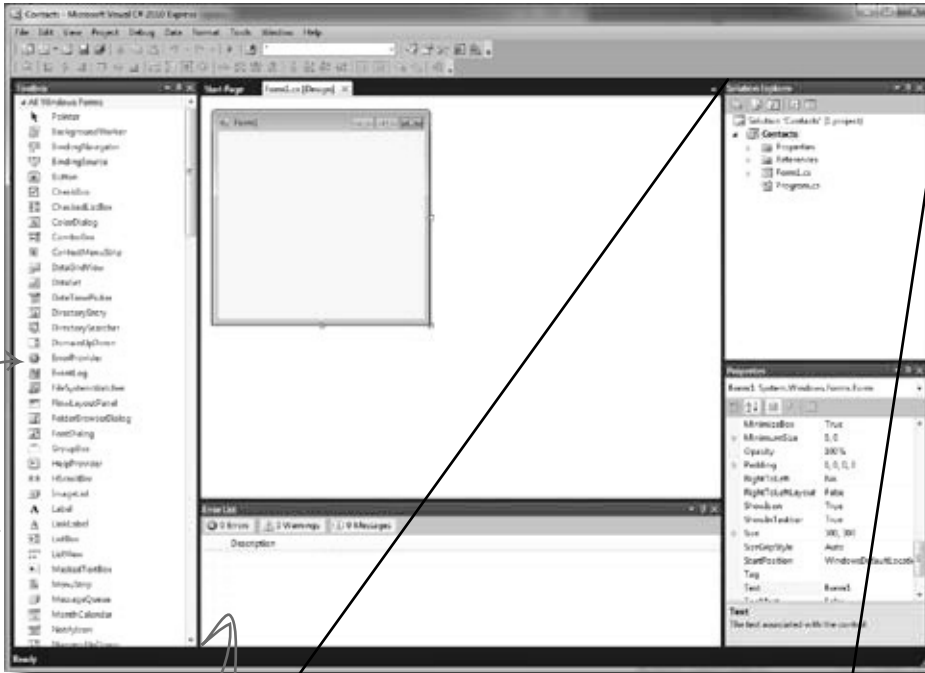 Contacts - Microsoft Visual C# 2010 Express
File Edit View Project Debug Data Format Tools Window Help
Toolbox
All Windows Forms
Pointer
BackgroundWorker
BindingNavigator
BindingSource
Button
CheckBox
CheckedListBox
ColorDialog
ComboBox
ContextMenuStrip
DataGridView
DataSet
DateTimePicker
DirectoryEntry
DirectorySearcher
DomainUpDown
ErrorProvider
EventLog
FileSystemWatcher
FlowLayoutPanel
FolderBrowserDialog
FontDialog
GroupBox
HelpProvider
HScrollBar
ImageList
Label
LinkLabel
ListBox
ListView
MaskedTextBox
MenuStrip
MessageQueue
MonthCalendar
NotifyIcon
Start Page
Form1.cs [Design]
Form1
Error List
0 Errors
0 Warnings
0 Messages
Description
Solution Explorer
Solution 'Contacts' (1 project)
Contacts
Properties
References
Form1.cs
Program.cs
Properties
Form1 System.Windows.Forms.Form
MinimizeBox True
MinimumSize 0, 0
Opacity 100%
Padding 0, 0, 0, 0
RightToLeft No
RightToLeftLayout False
ShowIcon True
ShowInTaskbar True
Size 300, 300
SizeGripStyle Auto
StartPosition WindowsDefaultLocatio
Tag
Text Form1
Text
The text associated with the control.
Ready